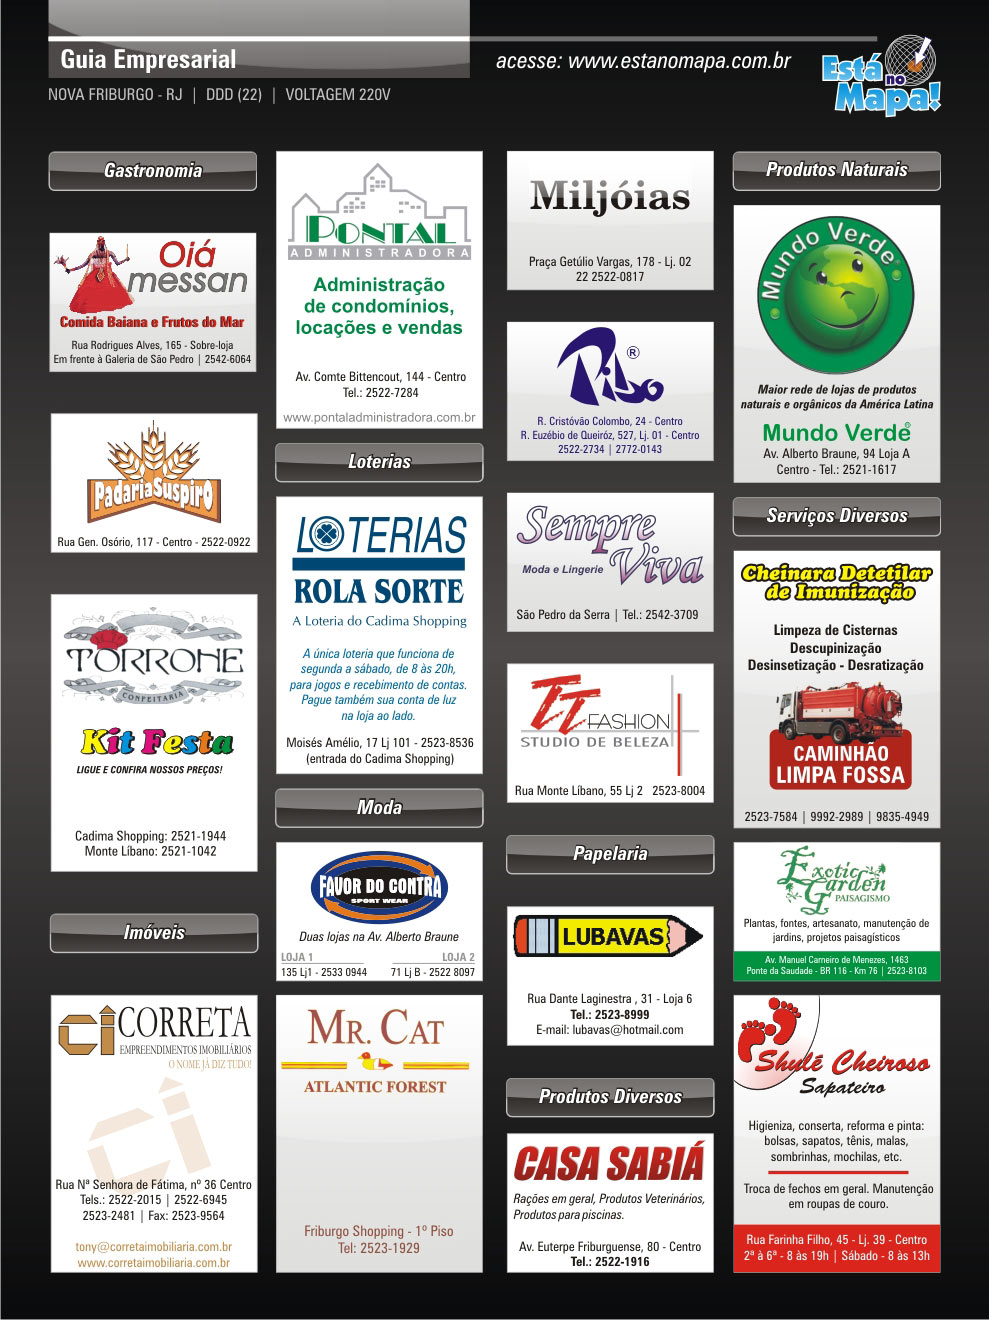 Guia Empresarial
acesse: www.estanomapa.com.br
Está no Mapa!
NOVA FRIBURGO - RJ | DDD (22) | VOLTAGEM 220V
Gastronomia
Oiá
messan
Comida Baiana e Frutos do Mar
Rua Rodrigues Alves, 165 - Sobre-loja
Em frente à Galeria de São Pedro | 2542-6064
Padaria Suspiro
Rua Gen. Osório, 117 - Centro - 2522-0922
TORRONE
CONFEITARIA
Kit Festa
LIGUE E CONFIRA NOSSOS PREÇOS!
Cadima Shopping: 2521-1944
Monte Líbano: 2521-1042
Imóveis
ci CORRETA
EMPREENDIMENTOS IMOBILIÁRIOS
O NOME JÁ DIZ TUDO!
ci
Rua Nª Senhora de Fátima, nº 36 Centro
Tels.: 2522-2015 | 2522-6945
2523-2481 | Fax: 2523-9564
tony@corretaimobiliaria.com.br
www.corretaimobiliaria.com.br
PONTAL
ADMINISTRADORA
Administração
de condomínios,
locações e vendas
Av. Comte Bittencout, 144 - Centro
Tel.: 2522-7284
www.pontaladministradora.com.br
Loterias
LOTERIAS
ROLA SORTE
A Loteria do Cadima Shopping
A única loteria que funciona de
segunda a sábado, de 8 às 20h,
para jogos e recebimento de contas.
Pague também sua conta de luz
na loja ao lado.
Moisés Amélio, 17 Lj 101 - 2523-8536
(entrada do Cadima Shopping)
Moda
FAVOR DO CONTRA
SPORT WEAR
Duas lojas na Av. Alberto Braune
LOJA 1 LOJA 2
135 Lj1 - 2533 0944 71 Lj B - 2522 8097
MR. CAT
ATLANTIC FOREST
Friburgo Shopping - 1º Piso
Tel: 2523-1929
Miljóias
Praça Getúlio Vargas, 178 - Lj. 02
22 2522-0817
Pibo ®
R. Cristóvão Colombo, 24 - Centro
R. Euzébio de Queiróz, 527, Lj. 01 - Centro
2522-2734 | 2772-0143
Sempre
Viva
Moda e Lingerie
São Pedro da Serra | Tel.: 2542-3709
TT FASHION
STUDIO DE BELEZA
Rua Monte Líbano, 55 Lj 2 2523-8004
Papelaria
LUBAVAS
Rua Dante Laginestra , 31 - Loja 6
Tel.: 2523-8999
E-mail: lubavas@hotmail.com
Produtos Diversos
CASA SABIÁ
Rações em geral, Produtos Veterinários,
Produtos para piscinas.
Av. Euterpe Friburguense, 80 - Centro
Tel.: 2522-1916
Produtos Naturais
Mundo Verde
Maior rede de lojas de produtos
naturais e orgânicos da América Latina
Mundo Verde®
Av. Alberto Braune, 94 Loja A
Centro - Tel.: 2521-1617
Serviços Diversos
Cheinara Detetilar
de Imunização
Limpeza de Cisternas
Descupinização
Desinsetização - Desratização
CAMINHÃO
LIMPA FOSSA
2523-7584 | 9992-2989 | 9835-4949
Exotic
Garden
PAISAGISMO
Plantas, fontes, artesanato, manutenção de
jardins, projetos paisagísticos
Av. Manuel Carneiro de Menezes, 1463
Ponte da Saudade - BR 116 - Km 76 | 2523-8103
Shulé Cheiroso
Sapateiro
Higieniza, conserta, reforma e pinta:
bolsas, sapatos, tênis, malas,
sombrinhas, mochilas, etc.
Troca de fechos em geral. Manutenção
em roupas de couro.
Rua Farinha Filho, 45 - Lj. 39 - Centro
2ª à 6ª - 8 às 19h | Sábado - 8 às 13h